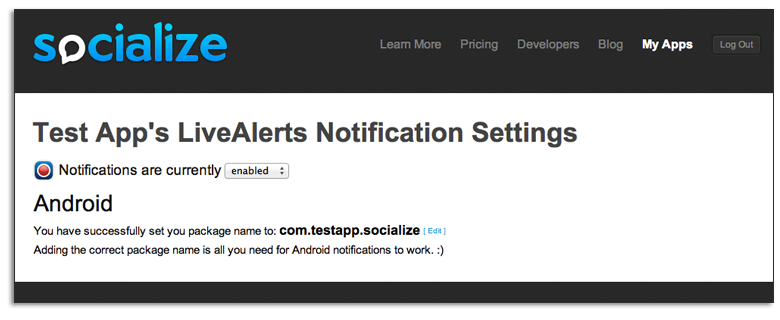 socialize
Learn More Pricing Developers Blog My Apps Log Out
Test App's LiveAlerts Notification Settings
Notifications are currently enabled
Android
You have successfully set you package name to: com.testapp.socialize [ Edit ]
Adding the correct package name is all you need for Android notifications to work. :)